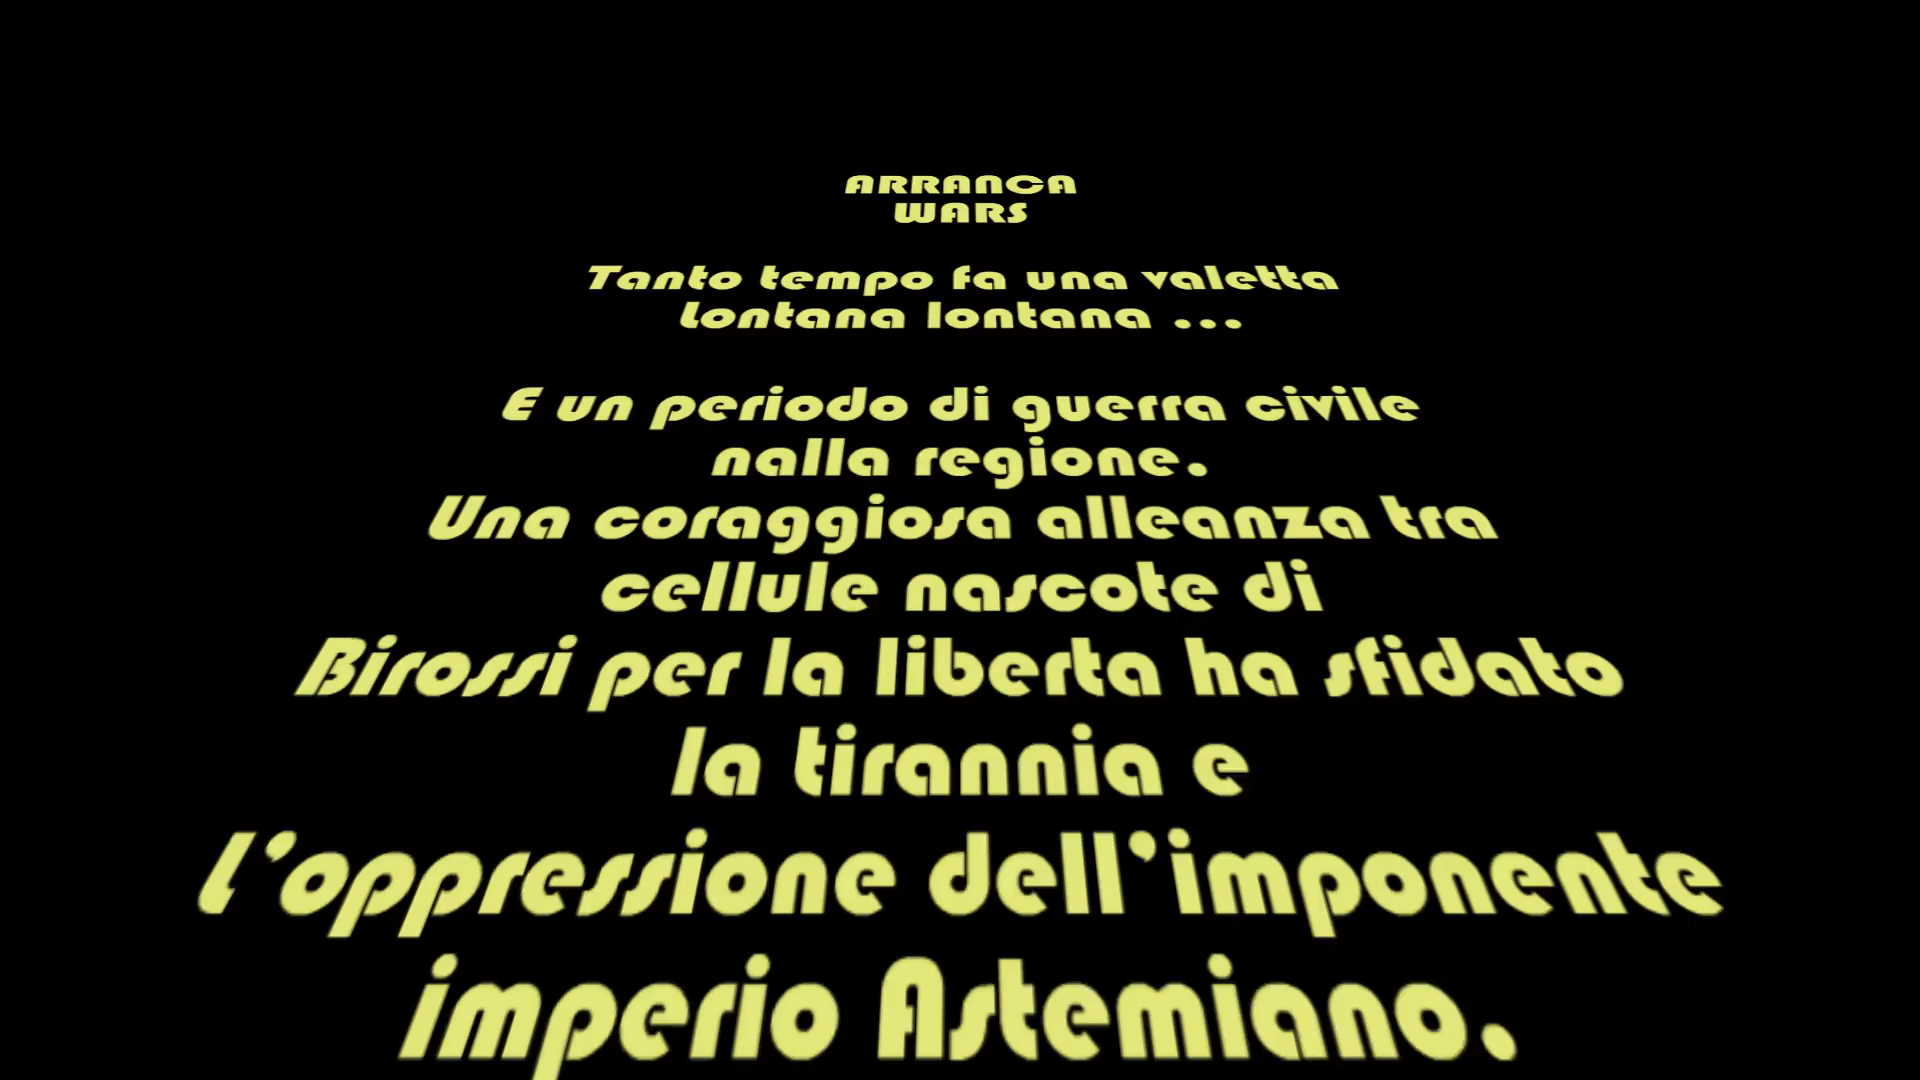 ARRANCA
WARS
Tanto tempo fa una valetta
Lontana lontana ...
E un periodo di guerra civile
nalla regione.
Una coraggiosa alleanza tra
cellule nascote di
Birossi per la liberta ha sfidato
la tirannia e
L'oppressione dell'imponente
imperio Astemiano.